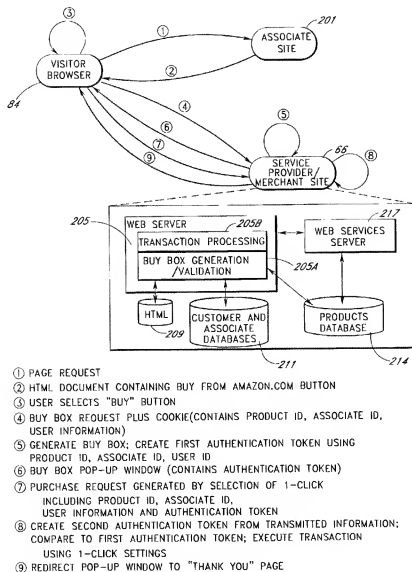 ③
①
201
ASSOCIATE
SITE
VISITOR
BROWSER
②
84
④
⑤
⑥
66
⑦
⑧
⑨
SERVICE
PROVIDER/
MERCHANT SITE
205
WEB SERVER
205B
217
TRANSACTION PROCESSING
WEB SERVICES
SERVER
BUY BOX GENERATION
/VALIDATION
205A
HTML
CUSTOMER AND
ASSOCIATE
DATABASES
PRODUCTS
DATABASE
209
211
214
① PAGE REQUEST
② HTML DOCUMENT CONTAINING BUY FROM AMAZON.COM BUTTON
③ USER SELECTS "BUY" BUTTON
④ BUY BOX REQUEST PLUS COOKIE(CONTAINS PRODUCT ID, ASSOCIATE ID,
USER INFORMATION)
⑤ GENERATE BUY BOX; CREATE FIRST AUTHENTICATION TOKEN USING
PRODUCT ID, ASSOCIATE ID, USER ID
⑥ BUY BOX POP-UP WINDOW (CONTAINS AUTHENTICATION TOKEN)
⑦ PURCHASE REQUEST GENERATED BY SELECTION OF 1-CLICK
INCLUDING PRODUCT ID, ASSOCIATE ID,
USER INFORMATION AND AUTHENTICATION TOKEN
⑧ CREATE SECOND AUTHENTICATION TOKEN FROM TRANSMITTED INFORMATION;
COMPARE TO FIRST AUTHENTICATION TOKEN; EXECUTE TRANSACTION
USING 1-CLICK SETTINGS
⑨ REDIRECT POP-UP WINDOW TO "THANK YOU" PAGE